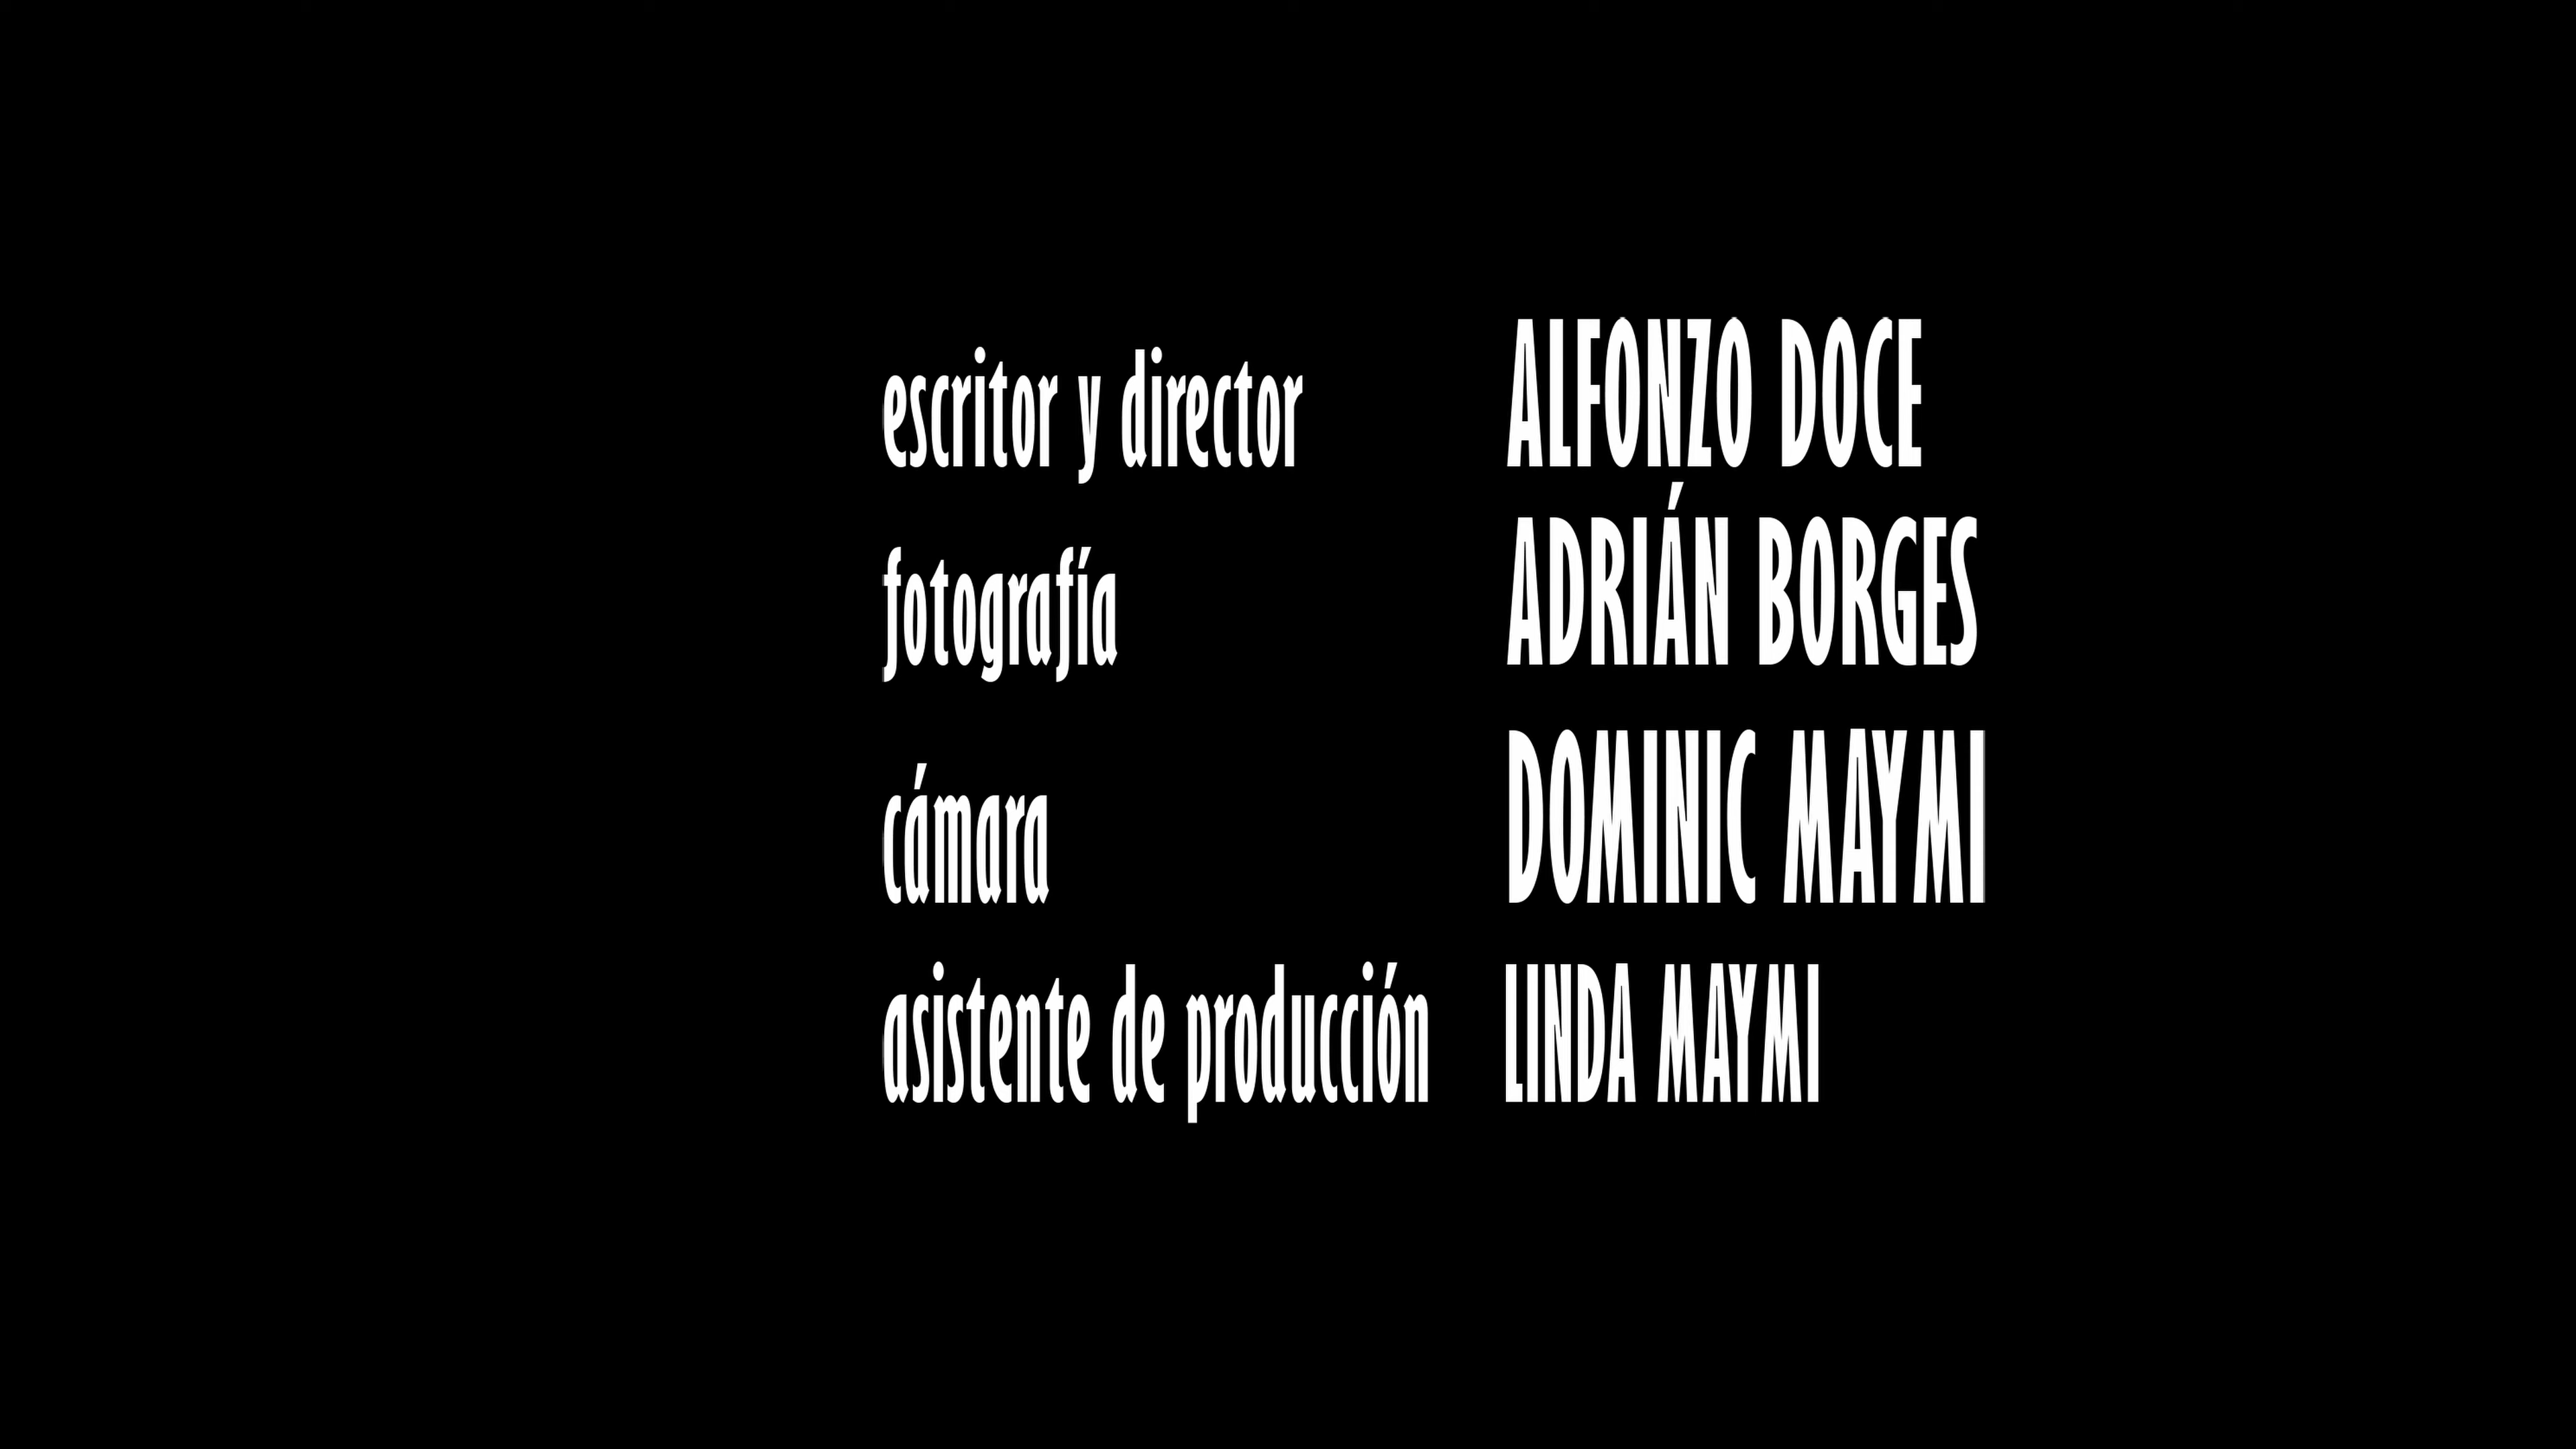 escritor y director ALFONZO DOCE
fotografía ADRIÁN BORGES
cámara DOMINIC MAYMI
asistente de producción LINDA MAYMI